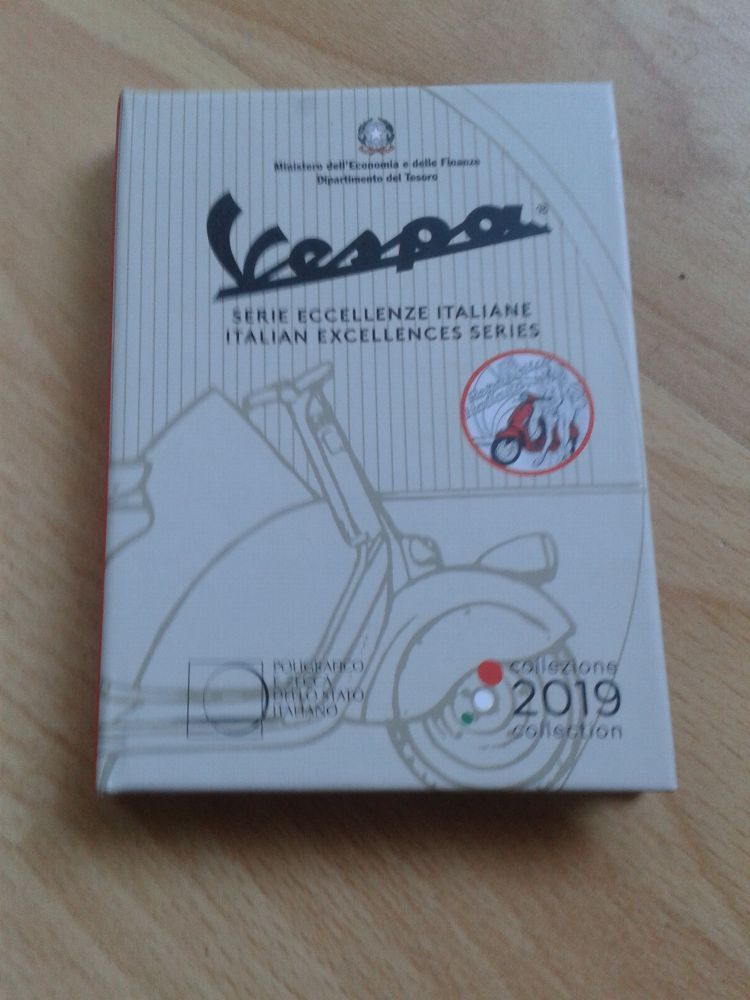 Ministero dell'Economia e delle Finanze
Dipartimento del Tesoro
Vespa®
SERIE ECCELLENZE ITALIANE
ITALIAN EXCELLENCES SERIES
POLIGRAFICO
E ZECCA
DELLO STATO
ITALIANO
collezione
2019
collection